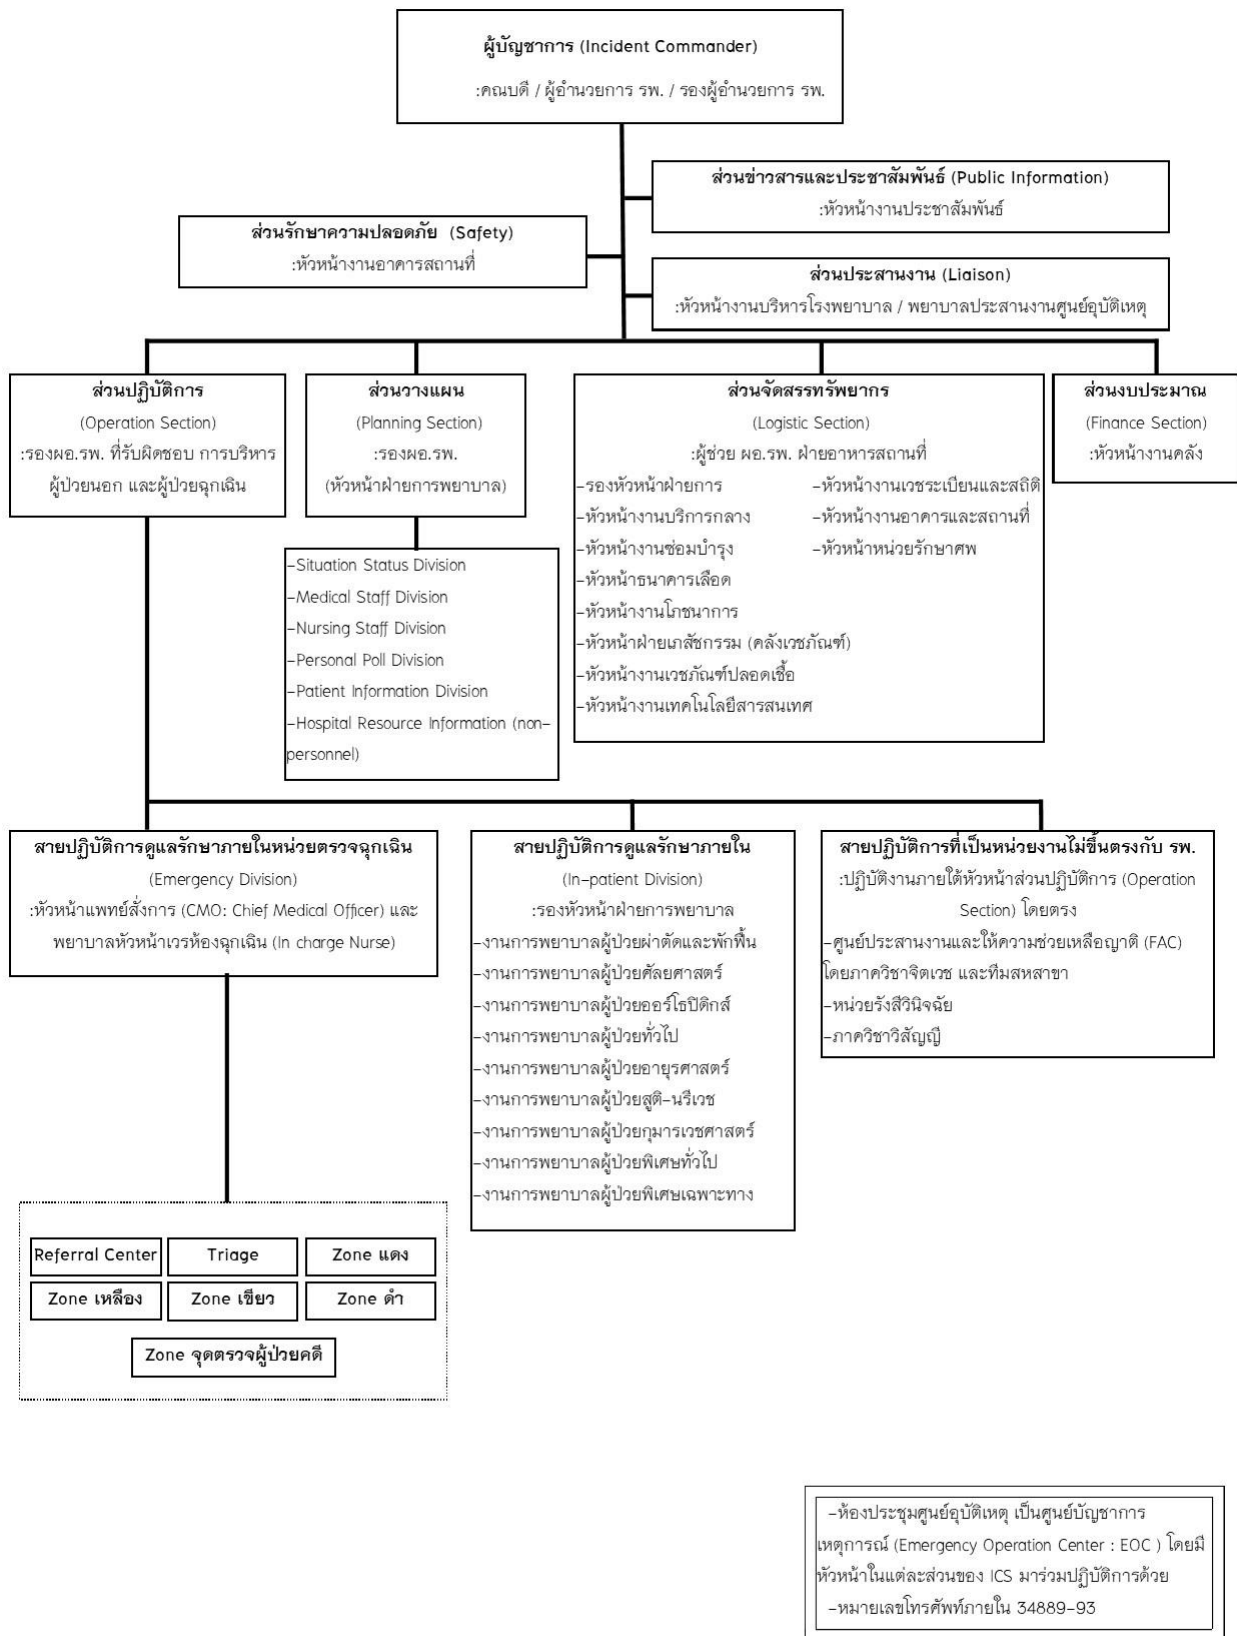 ผู้บัญชาการ (Incident Commander)
:คณบดี / ผู้อำนวยการ รพ. / รองผู้อำนวยการ รพ.
ส่วนข่าวสารและประชาสัมพันธ์ (Public Information)
:หัวหน้างานประชาสัมพันธ์
ส่วนรักษาความปลอดภัย (Safety)
:หัวหน้างานอาคารสถานที่
ส่วนประสานงาน (Liaison)
:หัวหน้างานบริหารโรงพยาบาล / พยาบาลประสานงานศูนย์อุบัติเหตุ
ส่วนปฏิบัติการ
(Operation Section)
:รองผอ.รพ. ที่รับผิดชอบ การบริหาร
ผู้ป่วยนอก และผู้ป่วยฉุกเฉิน
ส่วนวางแผน
(Planning Section)
:รองผอ.รพ.
(หัวหน้าฝ่ายการพยาบาล)
-Situation Status Division
-Medical Staff Division
-Nursing Staff Division
-Personal Poll Division
-Patient Information Division
-Hospital Resource Information (non-
personnel)
ส่วนจัดสรรทรัพยากร
(Logistic Section)
:ผู้ช่วย ผอ.รพ. ฝ่ายอาหารสถานที่
-รองหัวหน้าฝ่ายการ
-หัวหน้างานบริการกลาง
-หัวหน้างานซ่อมบำรุง
-หัวหน้าธนาคารเลือด
-หัวหน้างานโภชนาการ
-หัวหน้าฝ่ายเภสัชกรรม (คลังเวชภัณฑ์)
-หัวหน้างานเวชภัณฑ์ปลอดเชื้อ
-หัวหน้างานเทคโนโลยีสารสนเทศ
-หัวหน้างานเวชระเบียนและสถิติ
-หัวหน้างานอาคารและสถานที่
-หัวหน้าหน่วยรักษาศพ
ส่วนงบประมาณ
(Finance Section)
:หัวหน้างานคลัง
สายปฏิบัติการดูแลรักษาภายในหน่วยตรวจฉุกเฉิน
(Emergency Division)
:หัวหน้าแพทย์สั่งการ (CMO: Chief Medical Officer) และ
พยาบาลหัวหน้าเวรห้องฉุกเฉิน (In charge Nurse)
สายปฏิบัติการดูแลรักษาภายใน
(In-patient Division)
:รองหัวหน้าฝ่ายการพยาบาล
-งานการพยาบาลผู้ป่วยผ่าตัดและพักฟื้น
-งานการพยาบาลผู้ป่วยศัลยศาสตร์
-งานการพยาบาลผู้ป่วยออร์โธปิดิกส์
-งานการพยาบาลผู้ป่วยทั่วไป
-งานการพยาบาลผู้ป่วยอายุรศาสตร์
-งานการพยาบาลผู้ป่วยสูติ-นรีเวช
-งานการพยาบาลผู้ป่วยกุมารเวชศาสตร์
-งานการพยาบาลผู้ป่วยพิเศษทั่วไป
-งานการพยาบาลผู้ป่วยพิเศษเฉพาะทาง
สายปฏิบัติการที่เป็นหน่วยงานไม่ขึ้นตรงกับ รพ.
:ปฏิบัติงานภายใต้หัวหน้าส่วนปฏิบัติการ (Operation
Section) โดยตรง
-ศูนย์ประสานงานและให้ความช่วยเหลือญาติ (FAC)
โดยภาควิชาจิตเวช และทีมสหสาขา
-หน่วยรังสีวินิจฉัย
-ภาควิชาวิสัญญี
Referral Center
Triage
Zone แดง
Zone เหลือง
Zone เขียว
Zone ดำ
Zone จุดตรวจผู้ป่วยคดี
-ห้องประชุมศูนย์อุบัติเหตุ เป็นศูนย์บัญชาการ
เหตุการณ์ (Emergency Operation Center : EOC ) โดยมี
หัวหน้าในแต่ละส่วนของ ICS มาร่วมปฏิบัติการด้วย
-หมายเลขโทรศัพท์ภายใน 34889-93